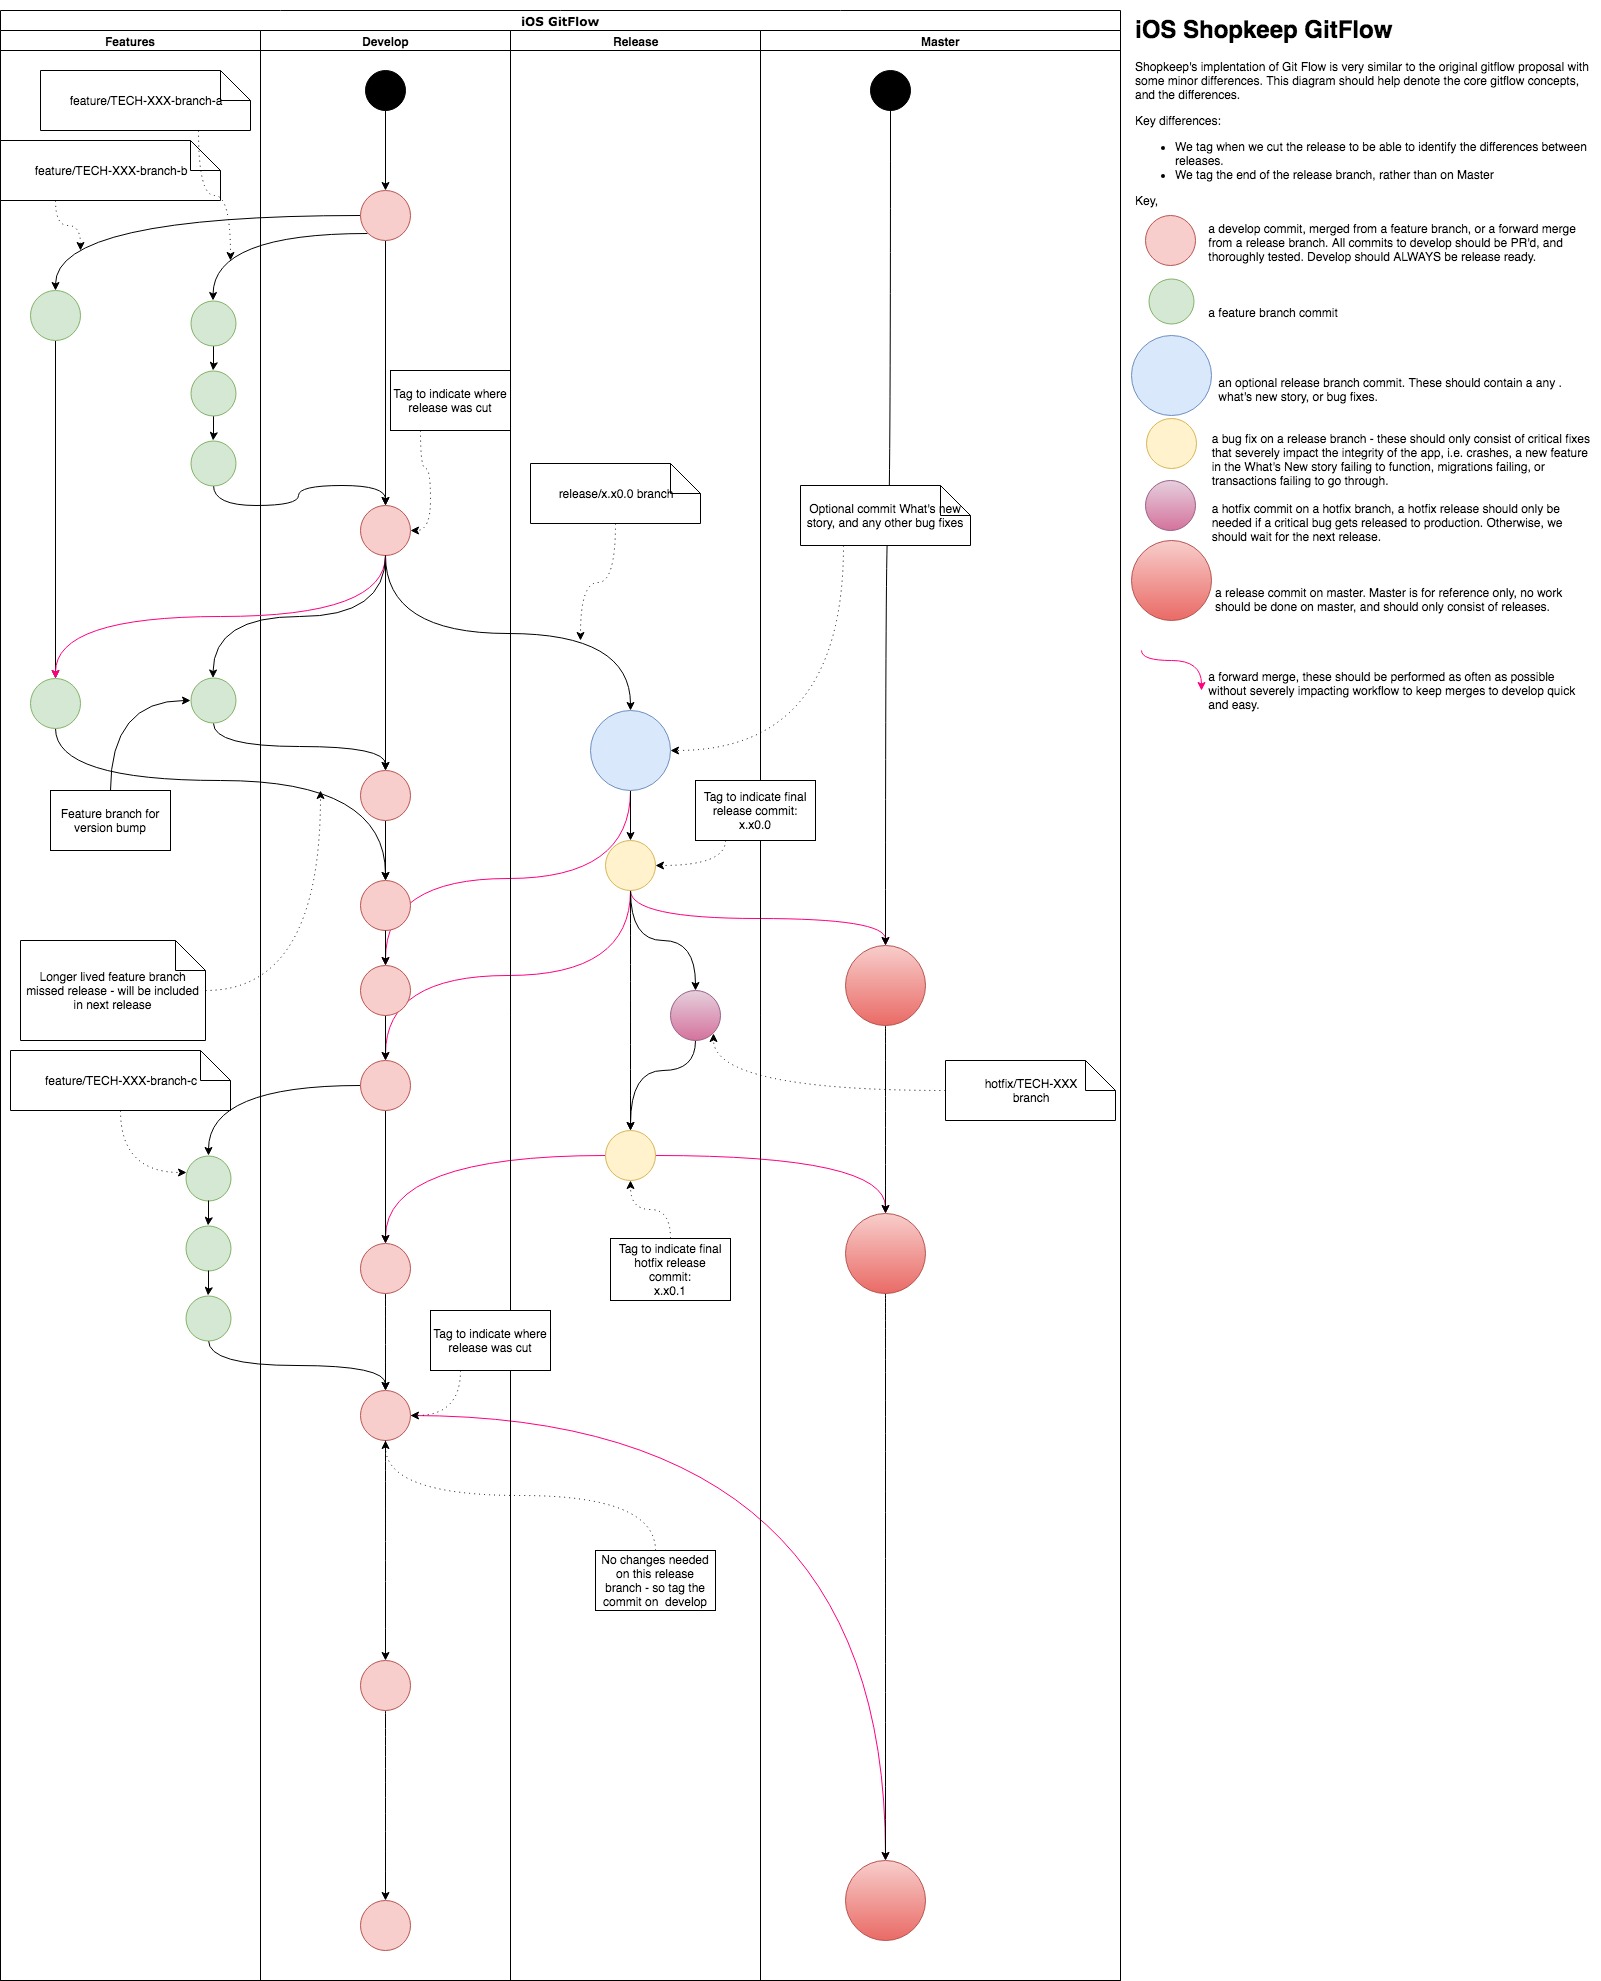 iOS GitFlow
Features
Develop
Release
Master
feature/TECH-XXX-branch-a
feature/TECH-XXX-branch-b
Tag to indicate where
release was cut
release/x.x0.0 branch
Optional commit What's new
story, and any other bug fixes
Feature branch for
version bump
Tag to indicate final
release commit:
x.x0.0
Longer lived feature branch
missed release - will be included
in next release
feature/TECH-XXX-branch-c
hotfix/TECH-XXX
branch
Tag to indicate final
hotfix release
commit:
x.x0.1
Tag to indicate where
release was cut
No changes needed
on this release
branch - so tag the
commit on  develop
iOS Shopkeep GitFlow
Shopkeep's implentation of Git Flow is very similar to the original gitflow proposal with
some minor differences. This diagram should help denote the core gitflow concepts,
and the differences.
Key differences:
• We tag when we cut the release to be able to identify the differences between
releases.
• We tag the end of the release branch, rather than on Master
Key,
a develop commit, merged from a feature branch, or a forward merge
from a release branch. All commits to develop should be PR'd, and
thoroughly tested. Develop should ALWAYS be release ready.
a feature branch commit
an optional release branch commit. These should contain a any .
what's new story, or bug fixes.
a bug fix on a release branch - these should only consist of critical fixes
that severely impact the integrity of the app, i.e. crashes, a new feature
in the What's New story failing to function, migrations failing, or
transactions failing to go through.
a hotfix commit on a hotfix branch, a hotfix release should only be
needed if a critical bug gets released to production. Otherwise, we
should wait for the next release.
a release commit on master. Master is for reference only, no work
should be done on master, and should only consist of releases.
a forward merge, these should be performed as often as possible
without severely impacting workflow to keep merges to develop quick
and easy.